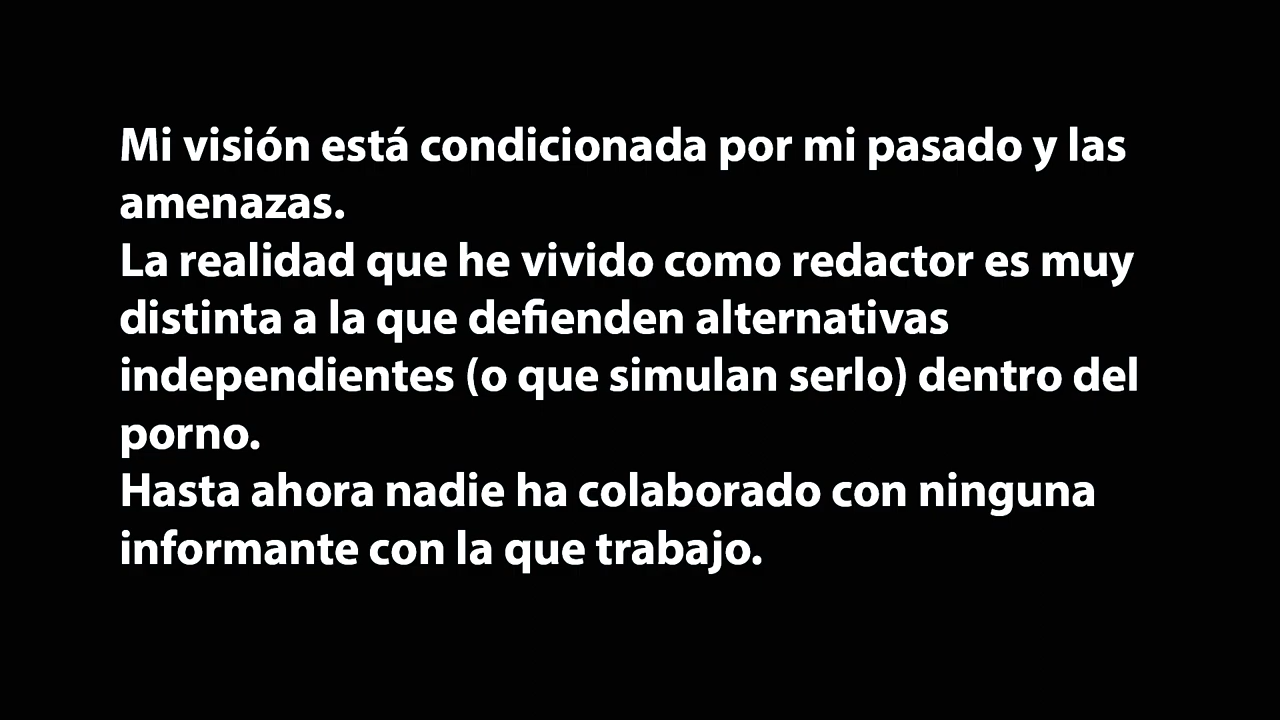 Mi visión está condicionada por mi pasado y las
amenazas.
La realidad que he vivido como redactor es muy
distinta a la que defienden alternativas
independientes (o que simulan serlo) dentro del
porno.
Hasta ahora nadie ha colaborado con ninguna
informante con la que trabajo.